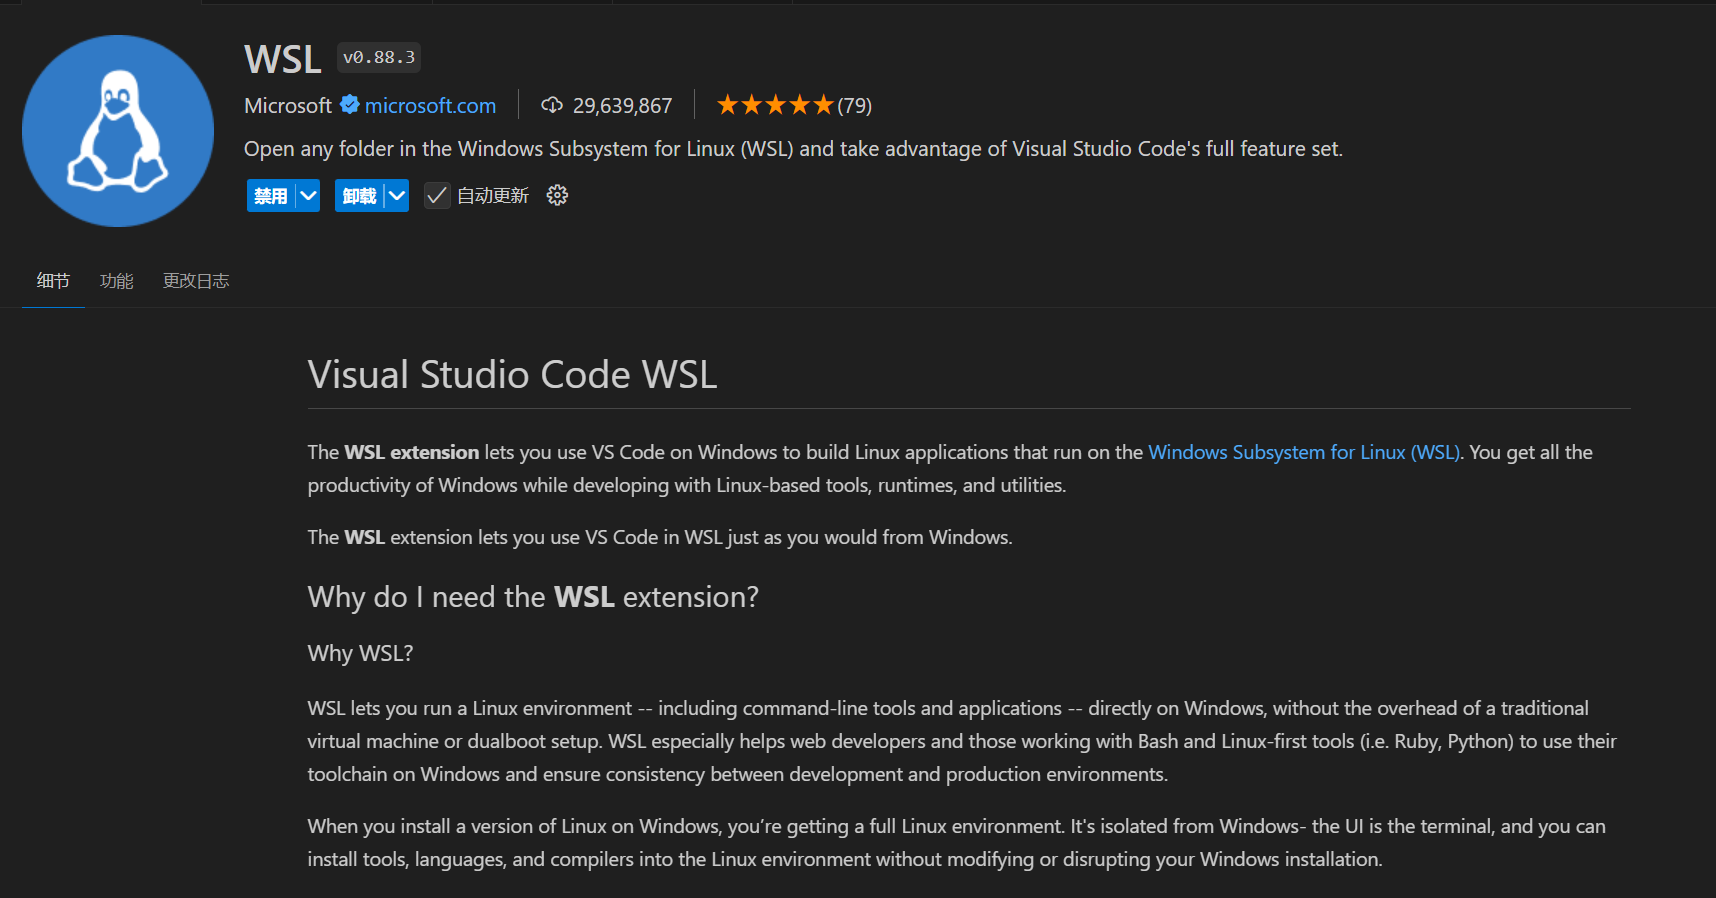 WSL v0.88.3
Microsoft microsoft.com 29,639,867 (79)
Open any folder in the Windows Subsystem for Linux (WSL) and take advantage of Visual Studio Code's full feature set.
禁用 卸载 自动更新
细节 功能 更改日志
Visual Studio Code WSL
The WSL extension lets you use VS Code on Windows to build Linux applications that run on the Windows Subsystem for Linux (WSL). You get all the
productivity of Windows while developing with Linux-based tools, runtimes, and utilities.
The WSL extension lets you use VS Code in WSL just as you would from Windows.
Why do I need the WSL extension?
Why WSL?
WSL lets you run a Linux environment -- including command-line tools and applications -- directly on Windows, without the overhead of a traditional
virtual machine or dualboot setup. WSL especially helps web developers and those working with Bash and Linux-first tools (i.e. Ruby, Python) to use their
toolchain on Windows and ensure consistency between development and production environments.
When you install a version of Linux on Windows, you’re getting a full Linux environment. It's isolated from Windows- the UI is the terminal, and you can
install tools, languages, and compilers into the Linux environment without modifying or disrupting your Windows installation.